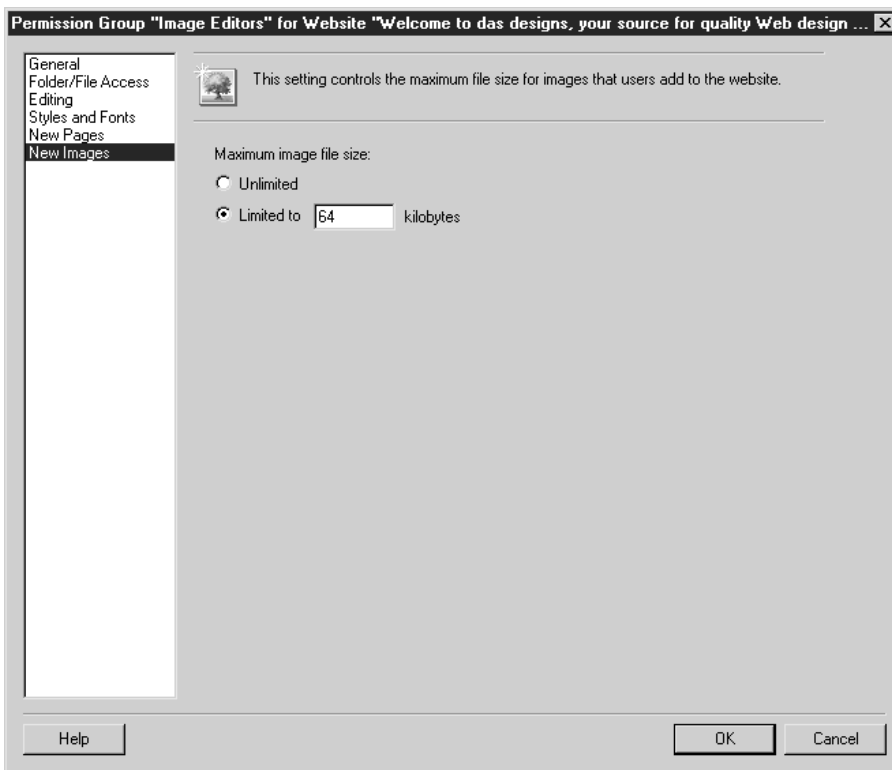 Permission Group "Image Editors" for Website "Welcome to das designs, your source for quality Web design ...
General
Folder/File Access
Editing
Styles and Fonts
New Pages
New Images
This setting controls the maximum file size for images that users add to the website.
Maximum image file size:
Unlimited
Limited to 64 kilobytes
Help OK Cancel